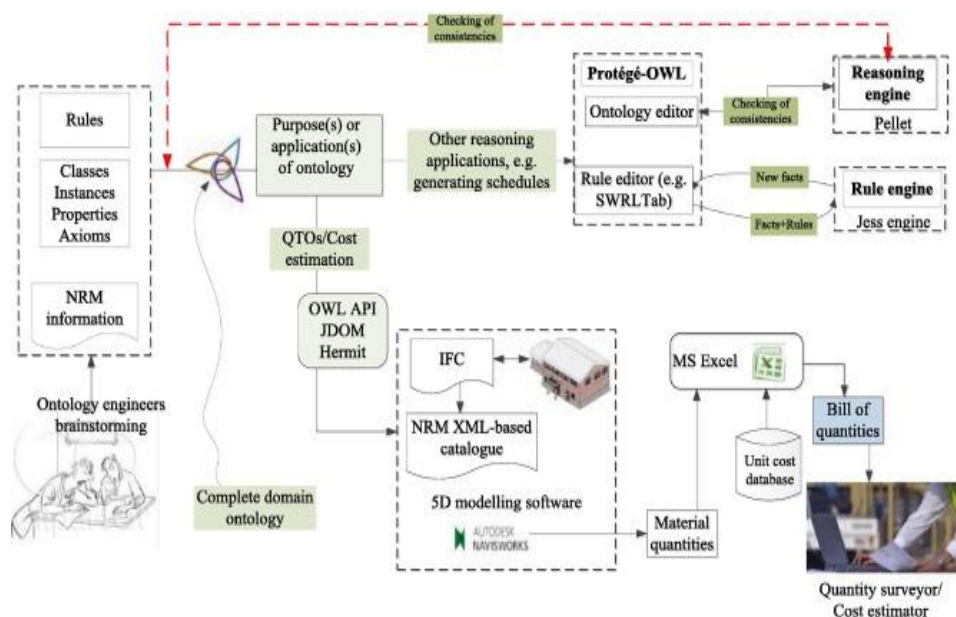 Checking of
consistencies
Rules
Classes
Instances
Properties
Axioms
NRM
information
Ontology engineers
brainstorming
Purpose(s) or
application(s)
of ontology
Other reasoning
applications, e.g.
generating schedules
Protégé-OWL
Ontology editor
Rule editor (e.g.
SWRLTab)
Checking of
consistencies
Reasoning
engine
Pellet
New facts
Facts+Rules
Rule engine
Jess engine
QTOs/Cost
estimation
OWL API
JDOM
Hermit
Complete domain
ontology
IFC
NRM XML-based
catalogue
5D modelling software
AUTODESK
NAVISWORKS
Material
quantities
MS Excel
Unit cost
database
Bill of
quantities
Quantity surveyor/
Cost estimator